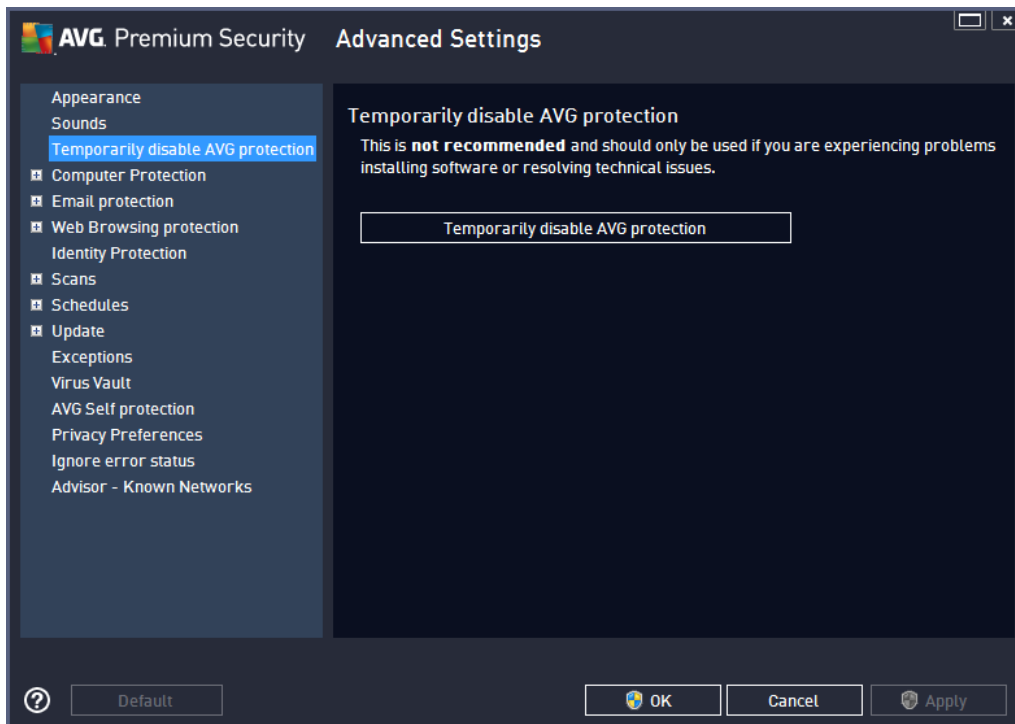 AVG. Premium Security
Advanced Settings
Appearance
Sounds
Temporarily disable AVG protection
Computer Protection
Email protection
Web Browsing protection
Identity Protection
Scans
Schedules
Update
Exceptions
Virus Vault
AVG Self protection
Privacy Preferences
Ignore error status
Advisor - Known Networks
Temporarily disable AVG protection
This is not recommended and should only be used if you are experiencing problems
installing software or resolving technical issues.
Temporarily disable AVG protection
Default
OK
Cancel
Apply